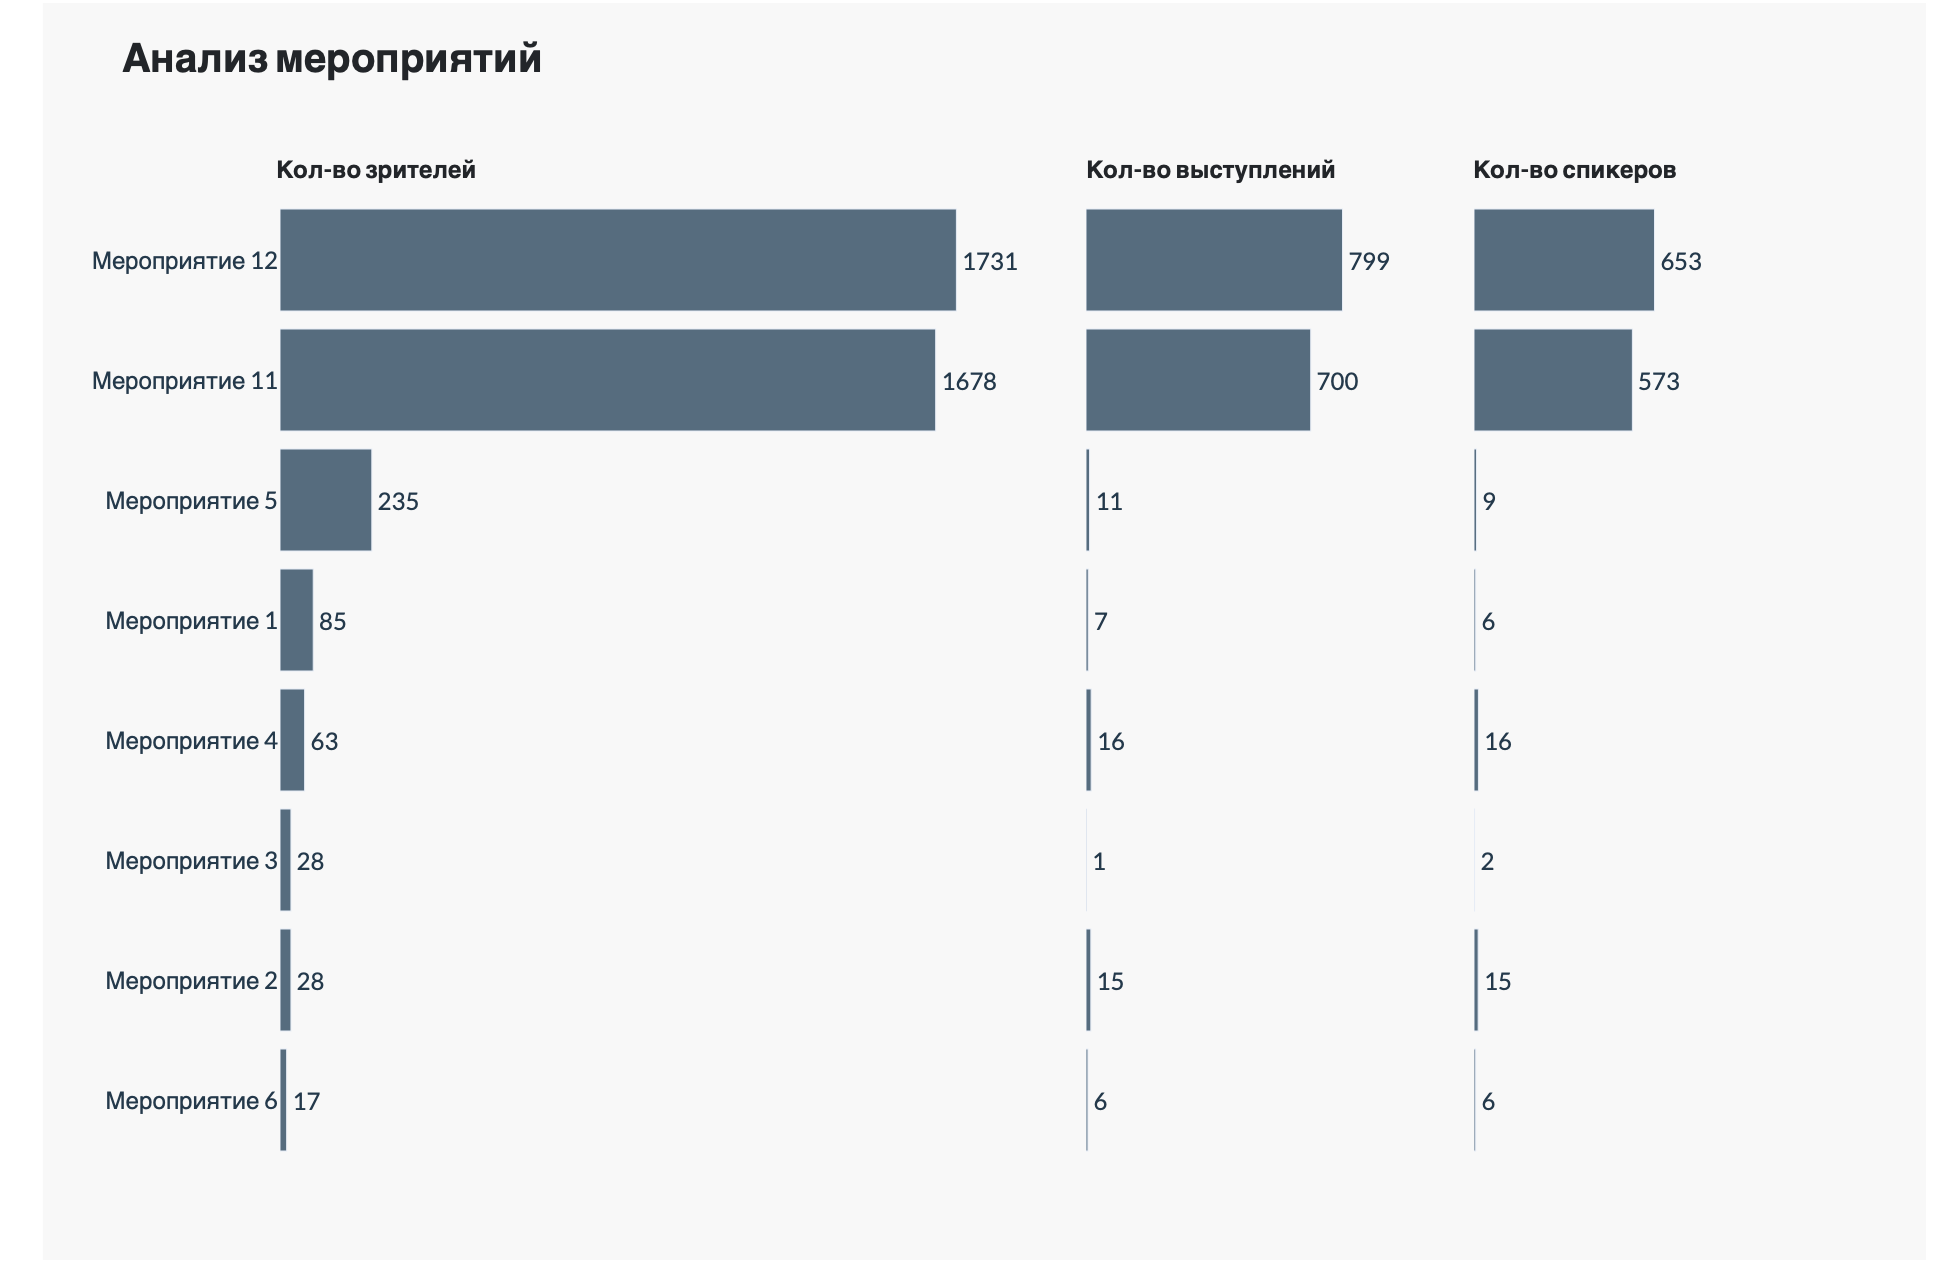 Анализ мероприятий
Кол-во зрителей Кол-во выступлений Кол-во спикеров
Мероприятие 12 1731 799 653
Мероприятие 11 1678 700 573
Мероприятие 5 235 11 9
Мероприятие 1 85 7 6
Мероприятие 4 63 16 16
Мероприятие 3 28 1 2
Мероприятие 2 28 15 15
Мероприятие 6 17 6 6